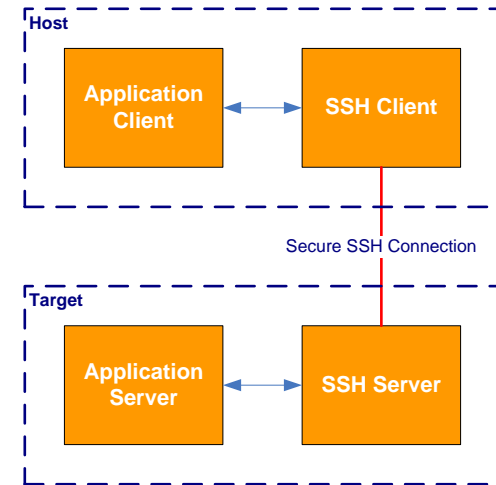 Host
Application
Client
SSH Client
Secure SSH Connection
Target
Application
Server
SSH Server